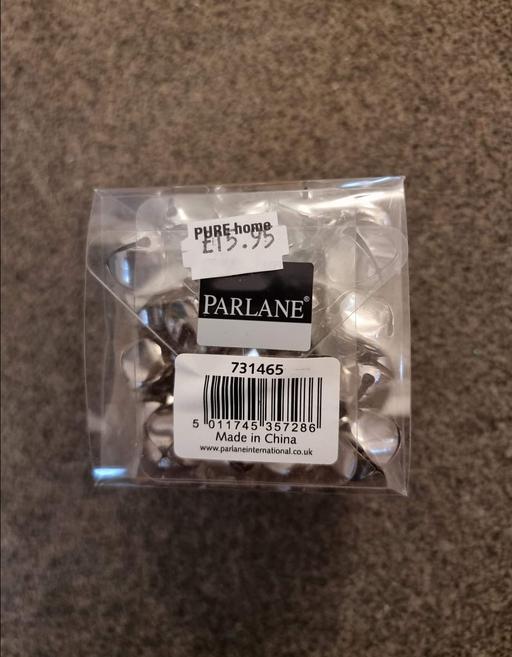 PURE home
£15.95
PARLANE®
731465
5 011745 357286
Made in China
www.parlaneinternational.co.uk